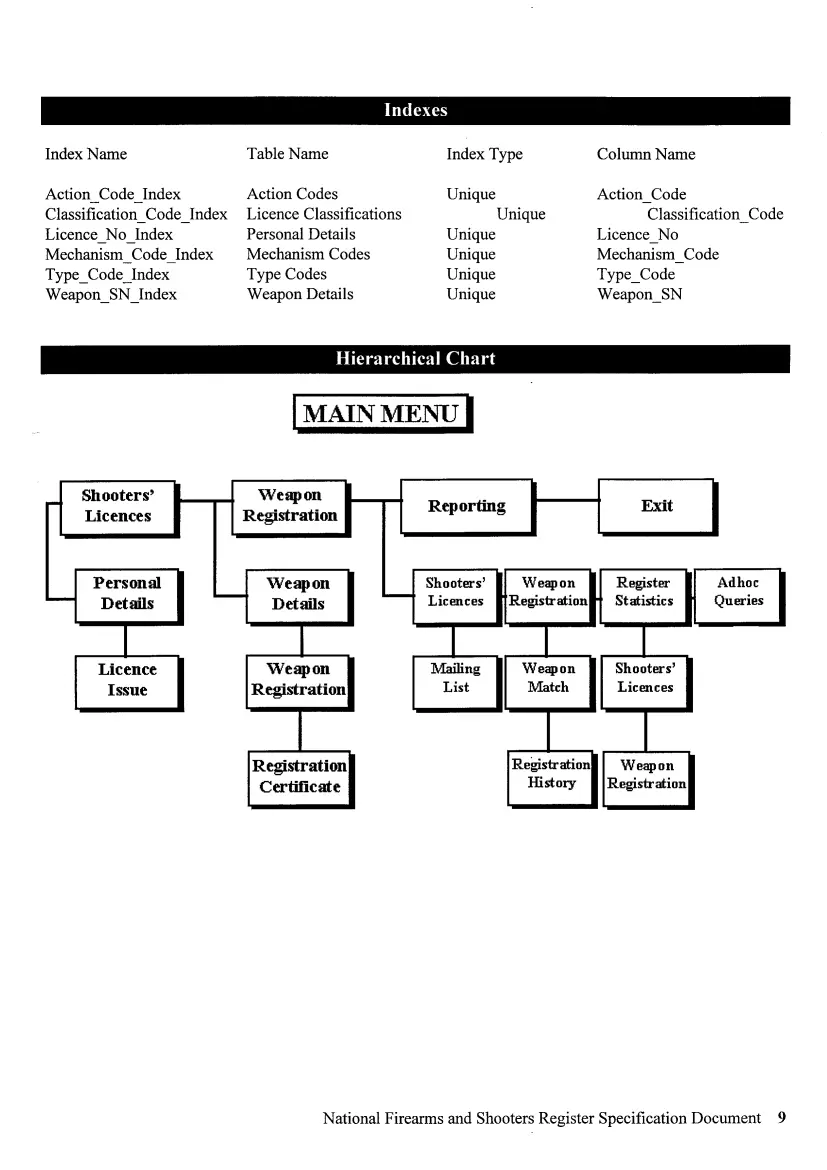 Indexes
Index Name Table Name Index Type Column Name
Action_Code_Index Action Codes Unique Action_Code
Classification_Code_Index Licence Classifications Unique Classification_Code
Licence_No_Index Personal Details Unique Licence_No
Mechanism_Code_Index Mechanism Codes Unique Mechanism_Code
Type_Code_Index Type Codes Unique Type_Code
Weapon_SN_Index Weapon Details Unique Weapon_SN
Hierarchical Chart
MAIN MENU
Shooters'
Licences
Weapon
Registration
Reporting
Exit
Personal
Details
Weapon
Details
Shooters'
Licences
Weapon
Registration
Register
Statistics
Adhoc
Queries
Licence
Issue
Weapon
Registration
Mailing
List
Weapon
Match
Shooters'
Licences
Registration
Certificate
Registration
History
Weapon
Registration
National Firearms and Shooters Register Specification Document 9